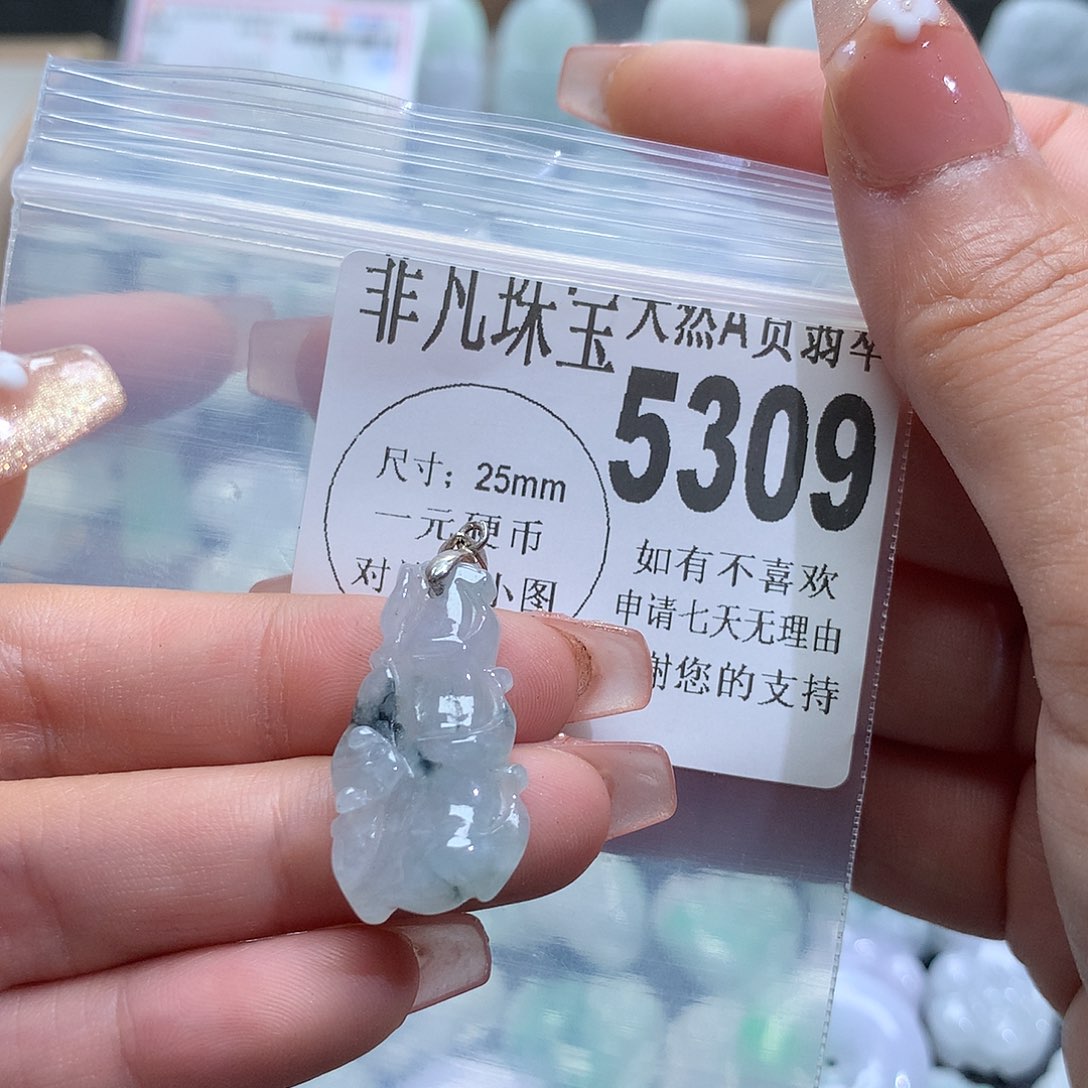 非凡珠宝天然A货翡翠
5309
尺寸：25mm
一元硬币
对 小图
如有不喜欢
申请七天无理由
谢您的支持